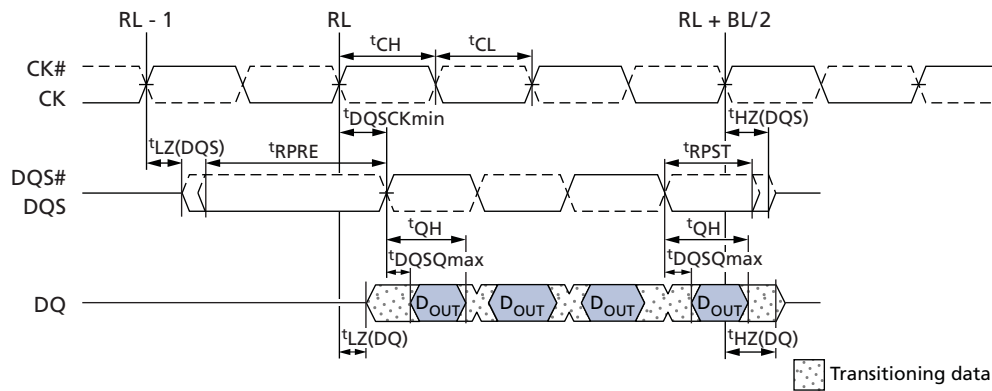 RL - 1 RL RL + BL/2
tCH tCL
CK#
CK
tDQSCKmin tHZ(DQS)
tLZ(DQS) tRPRE tRPST
DQS#
DQS
tQH tQH
tDQSQmax tDQSQmax
DQ DOUT DOUT DOUT DOUT
tLZ(DQ) tHZ(DQ)
Transitioning data